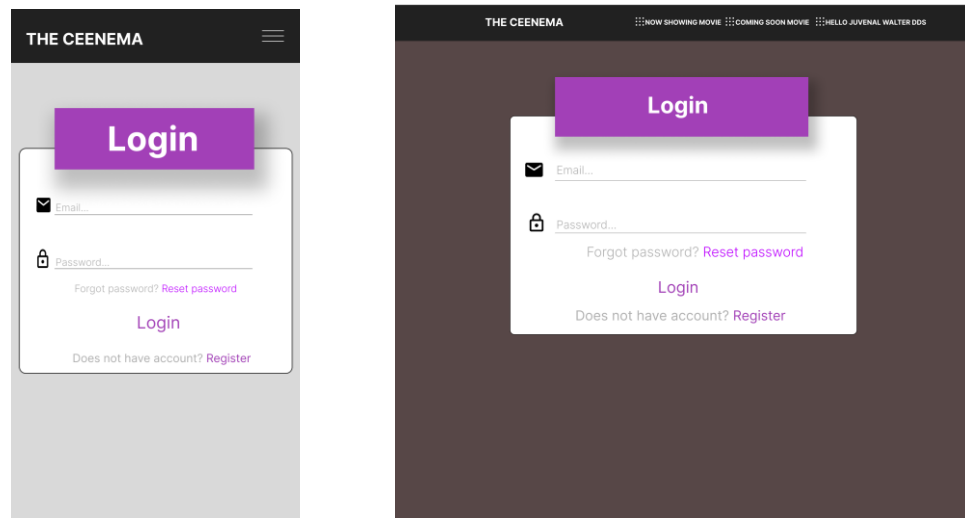 THE CEENEMA
Login
Email...
Password...
Forgot password? Reset password
Login
Does not have account? Register
THE CEENEMA
NOW SHOWING MOVIE COMING SOON MOVIE HELLO JUVENAL WALTER DDS
Login
Email...
Password...
Forgot password? Reset password
Login
Does not have account? Register